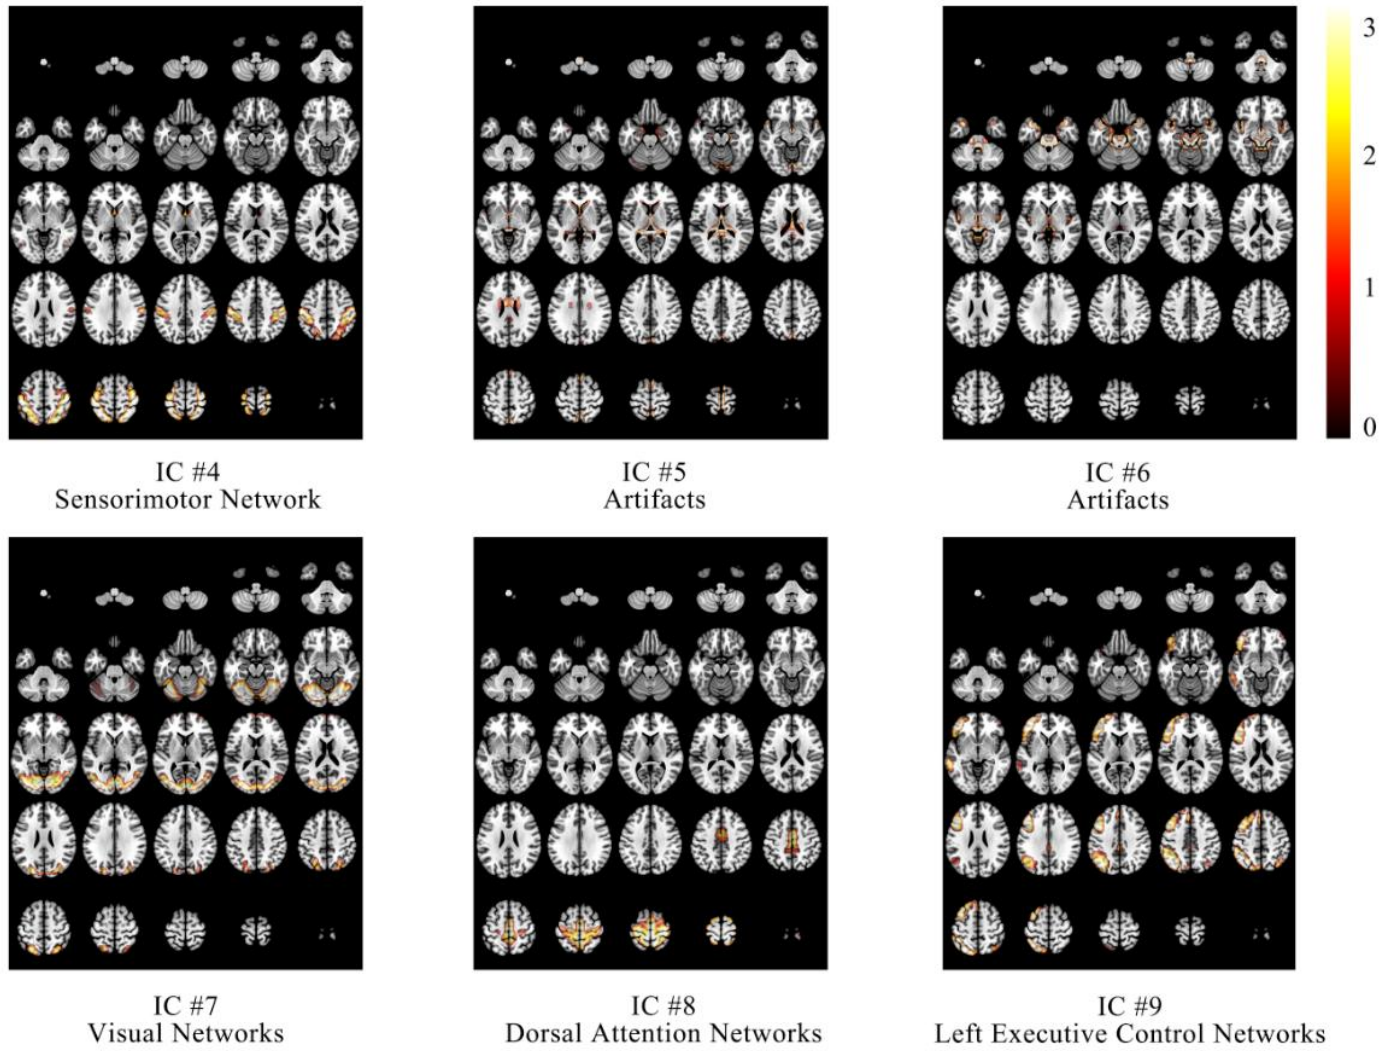 3
2
1
0
IC #4
Sensorimotor Network
IC #5
Artifacts
IC #6
Artifacts
IC #7
Visual Networks
IC #8
Dorsal Attention Networks
IC #9
Left Executive Control Networks